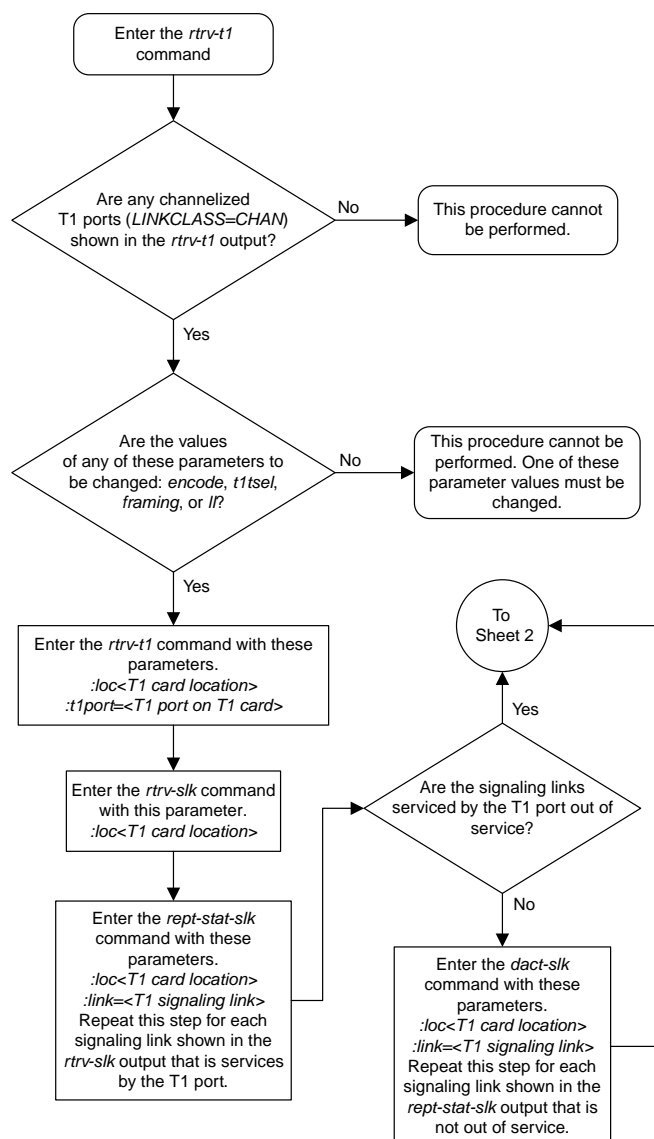 Enter the rtrv-t1
command
Are any channelized
T1 ports (LINKCLASS=CHAN)
shown in the rtrv-t1 output?
No
This procedure cannot
be performed.
Yes
Are the values
of any of these parameters to
be changed: encode, t1tsel,
framing, or ll?
No
This procedure cannot be
performed. One of these
parameter values must be
changed.
Yes
Enter the rtrv-t1 command with these
parameters.
:loc<T1 card location>
:t1port=<T1 port on T1 card>
Enter the rtrv-slk command
with this parameter.
:loc<T1 card location>
Enter the rept-stat-slk
command with these
parameters.
:loc<T1 card location>
:link=<T1 signaling link>
Repeat this step for each
signaling link shown in the
rtrv-slk output that is services
by the T1 port.
To
Sheet 2
Yes
Are the signaling links
serviced by the T1 port out of
service?
No
Enter the dact-slk
command with these
parameters.
:loc<T1 card location>
:link=<T1 signaling link>
Repeat this step for each
signaling link shown in the
rept-stat-slk output that is
not out of service.